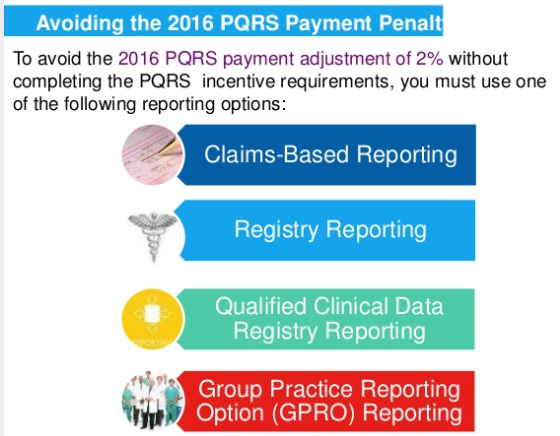 Avoiding the 2016 PQRS Payment Penalt
To avoid the 2016 PQRS payment adjustment of 2% without
completing the PQRS  incentive requirements, you must use one
of the following reporting options:
Claims-Based Reporting
Registry Reporting
Qualified Clinical Data
Registry Reporting
REPORTING
Group Practice Reporting
Option (GPRO) Reporting